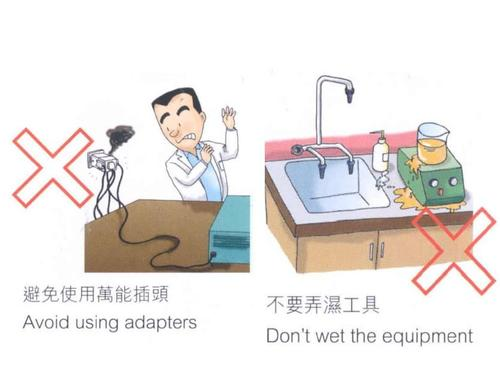 避免使用萬能插頭
Avoid using adapters
不要弄濕工具
Don't wet the equipment